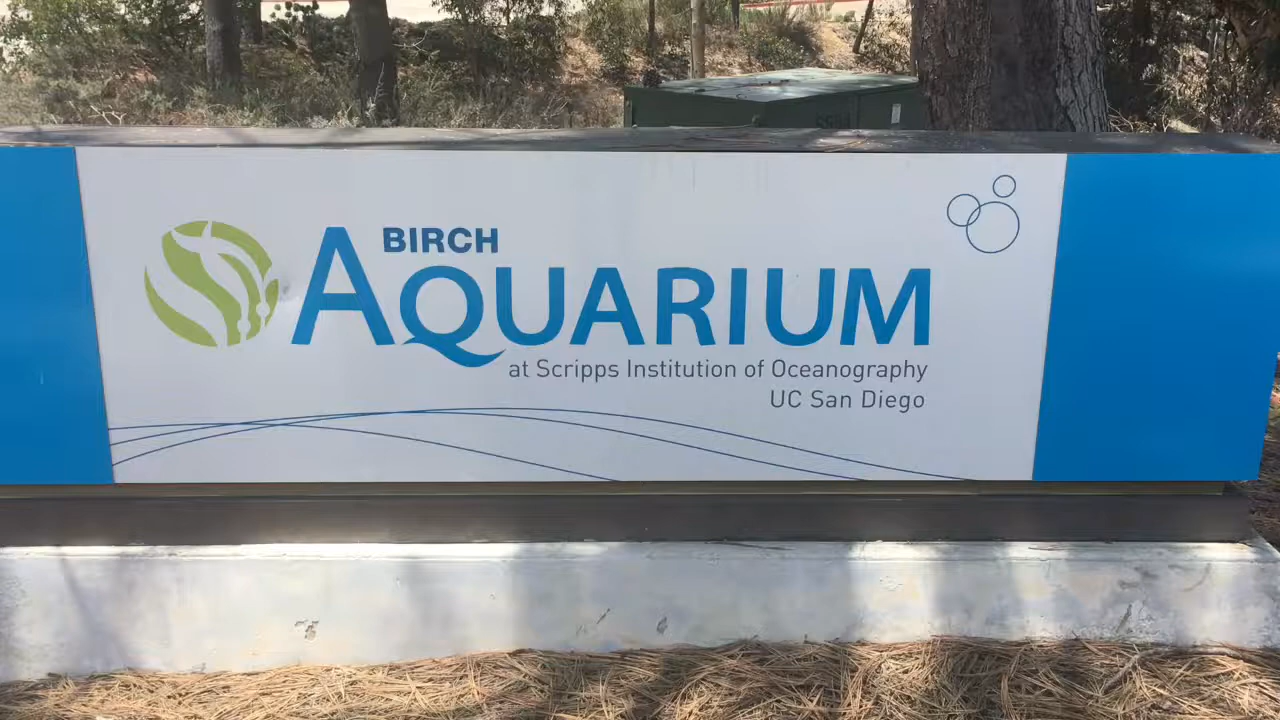 BIRCH
AQUARIUM
at Scripps Institution of Oceanography
UC San Diego